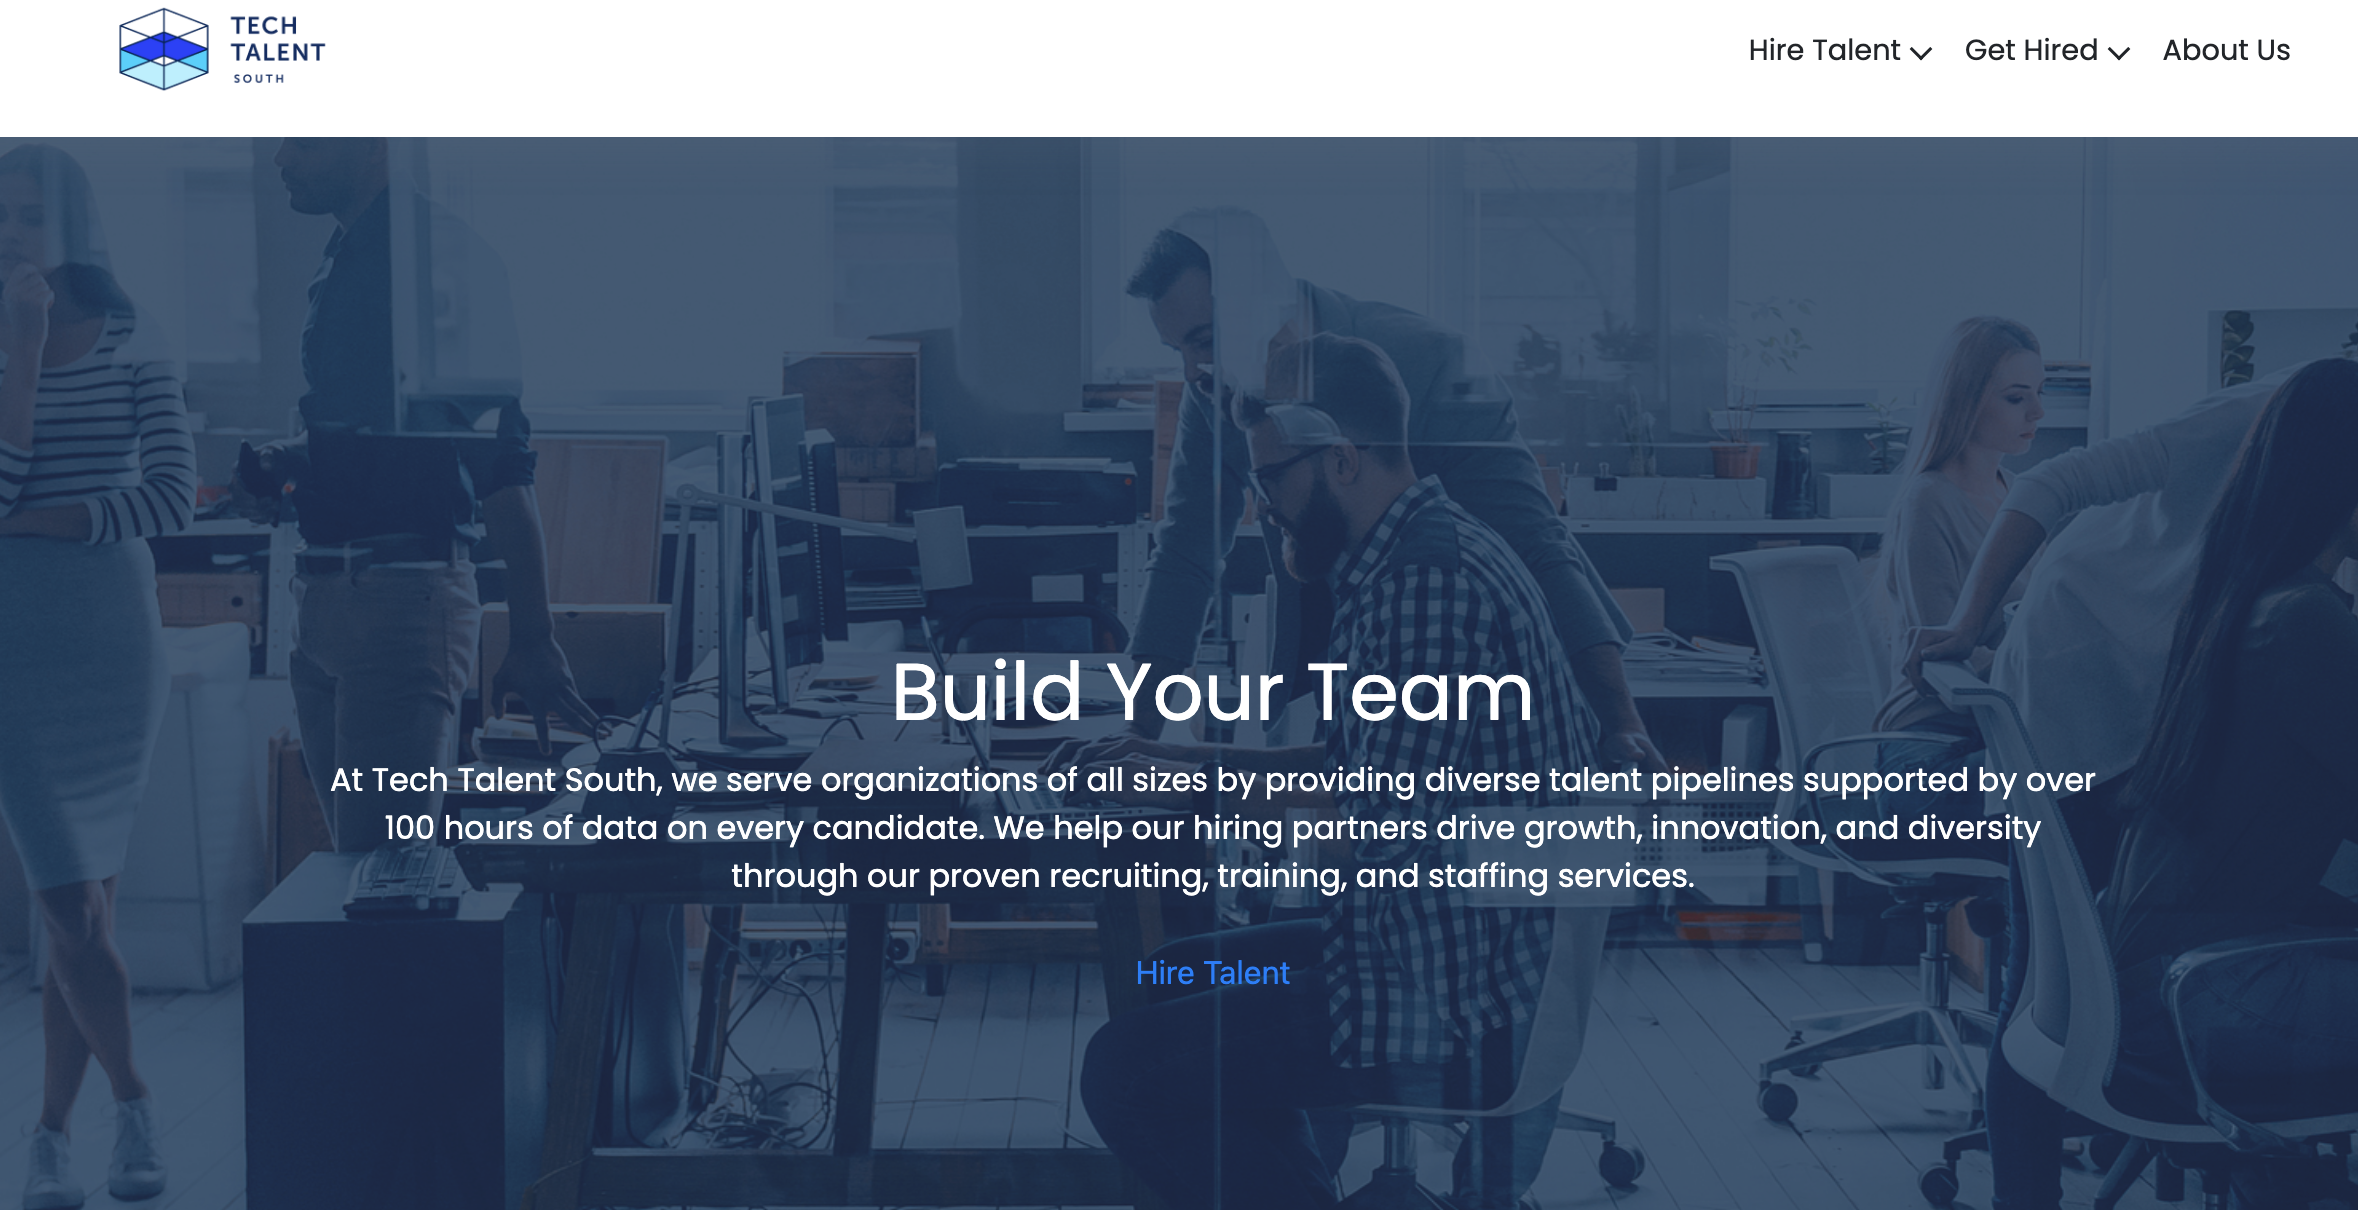 TECH
TALENT
SOUTH
Hire Talent
Get Hired
About Us
Build Your Team
At Tech Talent South, we serve organizations of all sizes by providing diverse talent pipelines supported by over
100 hours of data on every candidate. We help our hiring partners drive growth, innovation, and diversity
through our proven recruiting, training, and staffing services.
Hire Talent